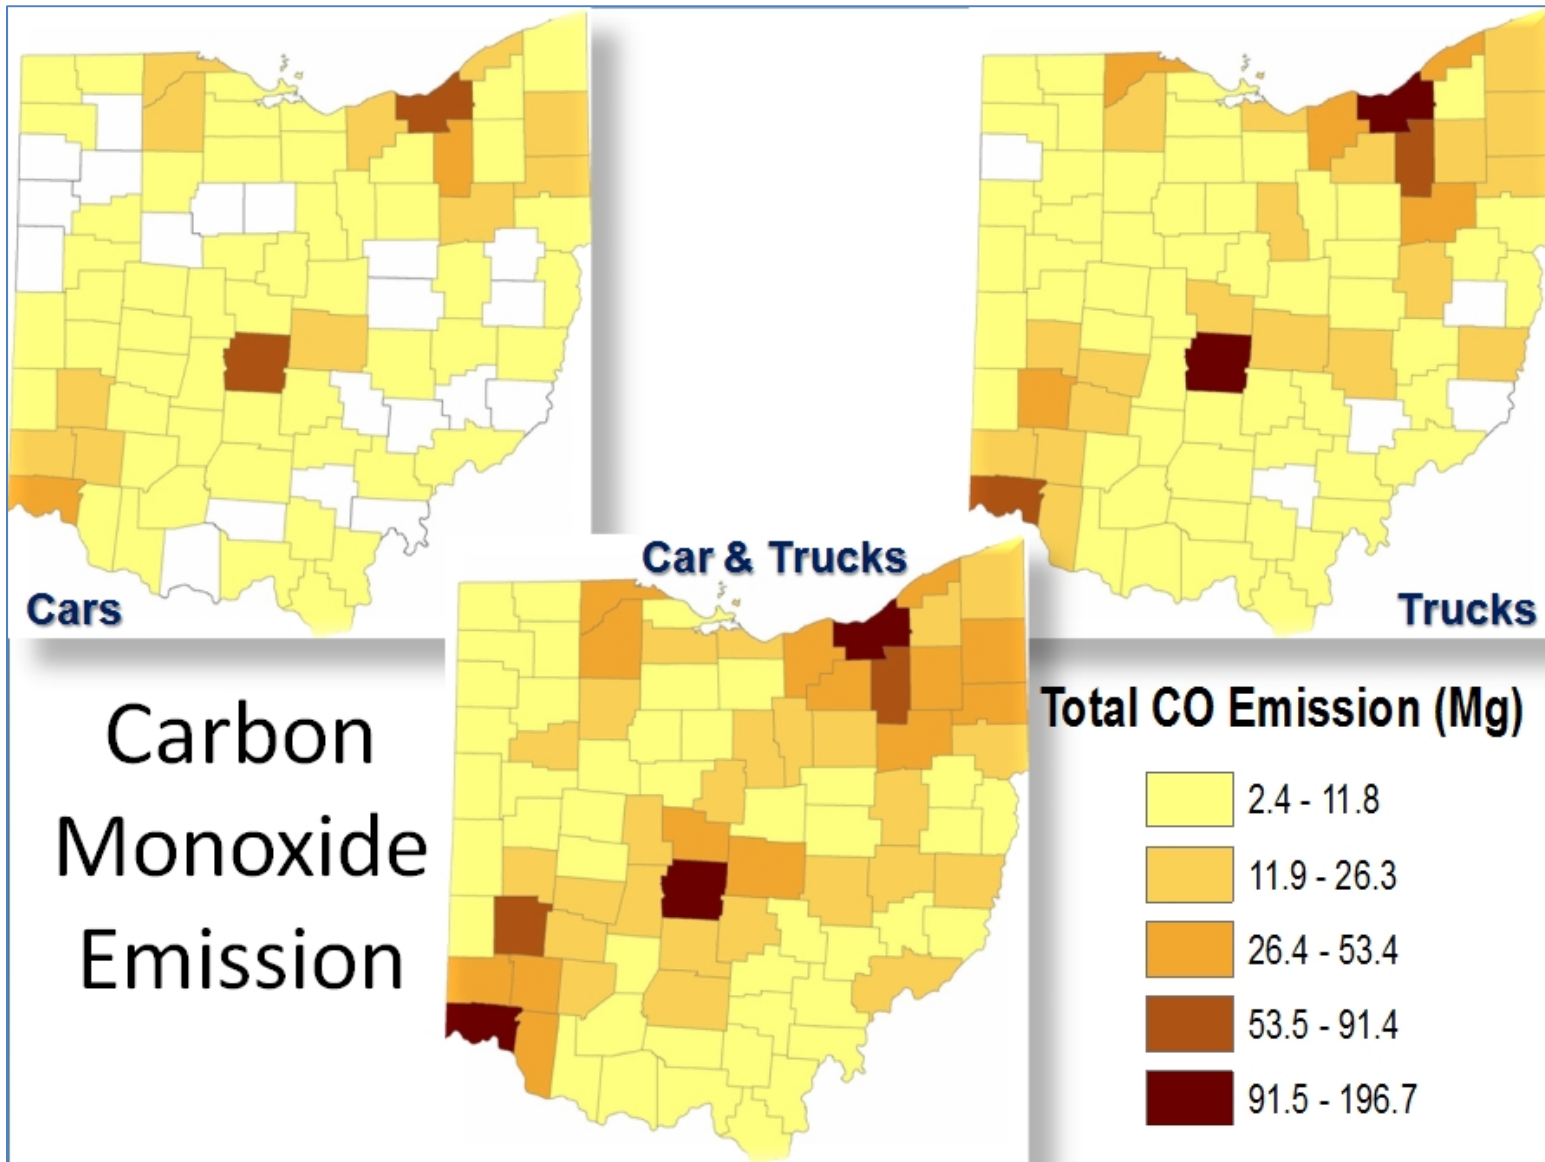 Cars
Car & Trucks
Trucks
Carbon
Monoxide
Emission
Total CO Emission (Mg)
2.4 - 11.8
11.9 - 26.3
26.4 - 53.4
53.5 - 91.4
91.5 - 196.7